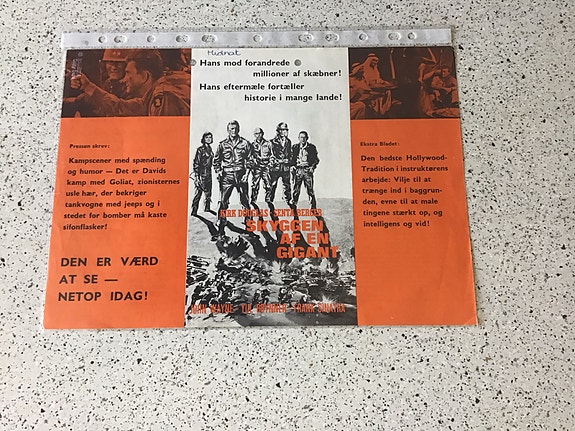 Midnat
Hans mod forandrede
millioner af skæbner!
Hans eftermæle fortæller
historie i mange lande!
Pressen skrev:
Kampscener med spænding
og humor — Det er Davids
kamp med Goliat, zionisternes
usle hær, der bekriger
tankvogne med jeeps og i
stedet for bomber må kaste
sifonflasker!
DEN ER VÆRD
AT SE —
NETOP IDAG!
KIRK DOUGLAS · SENTA BERGER
SKYGGEN
AF EN
GIGANT
JOHN WAYNE · YUL BRYNNER · FRANK SINATRA
Ekstra Bladet:
Den bedste Hollywood-
Tradition i instruktørens
arbejde: Vilje til at
trænge ind i baggrun-
den, evne til at male
tingene stærkt op, og
intelligens og vid!